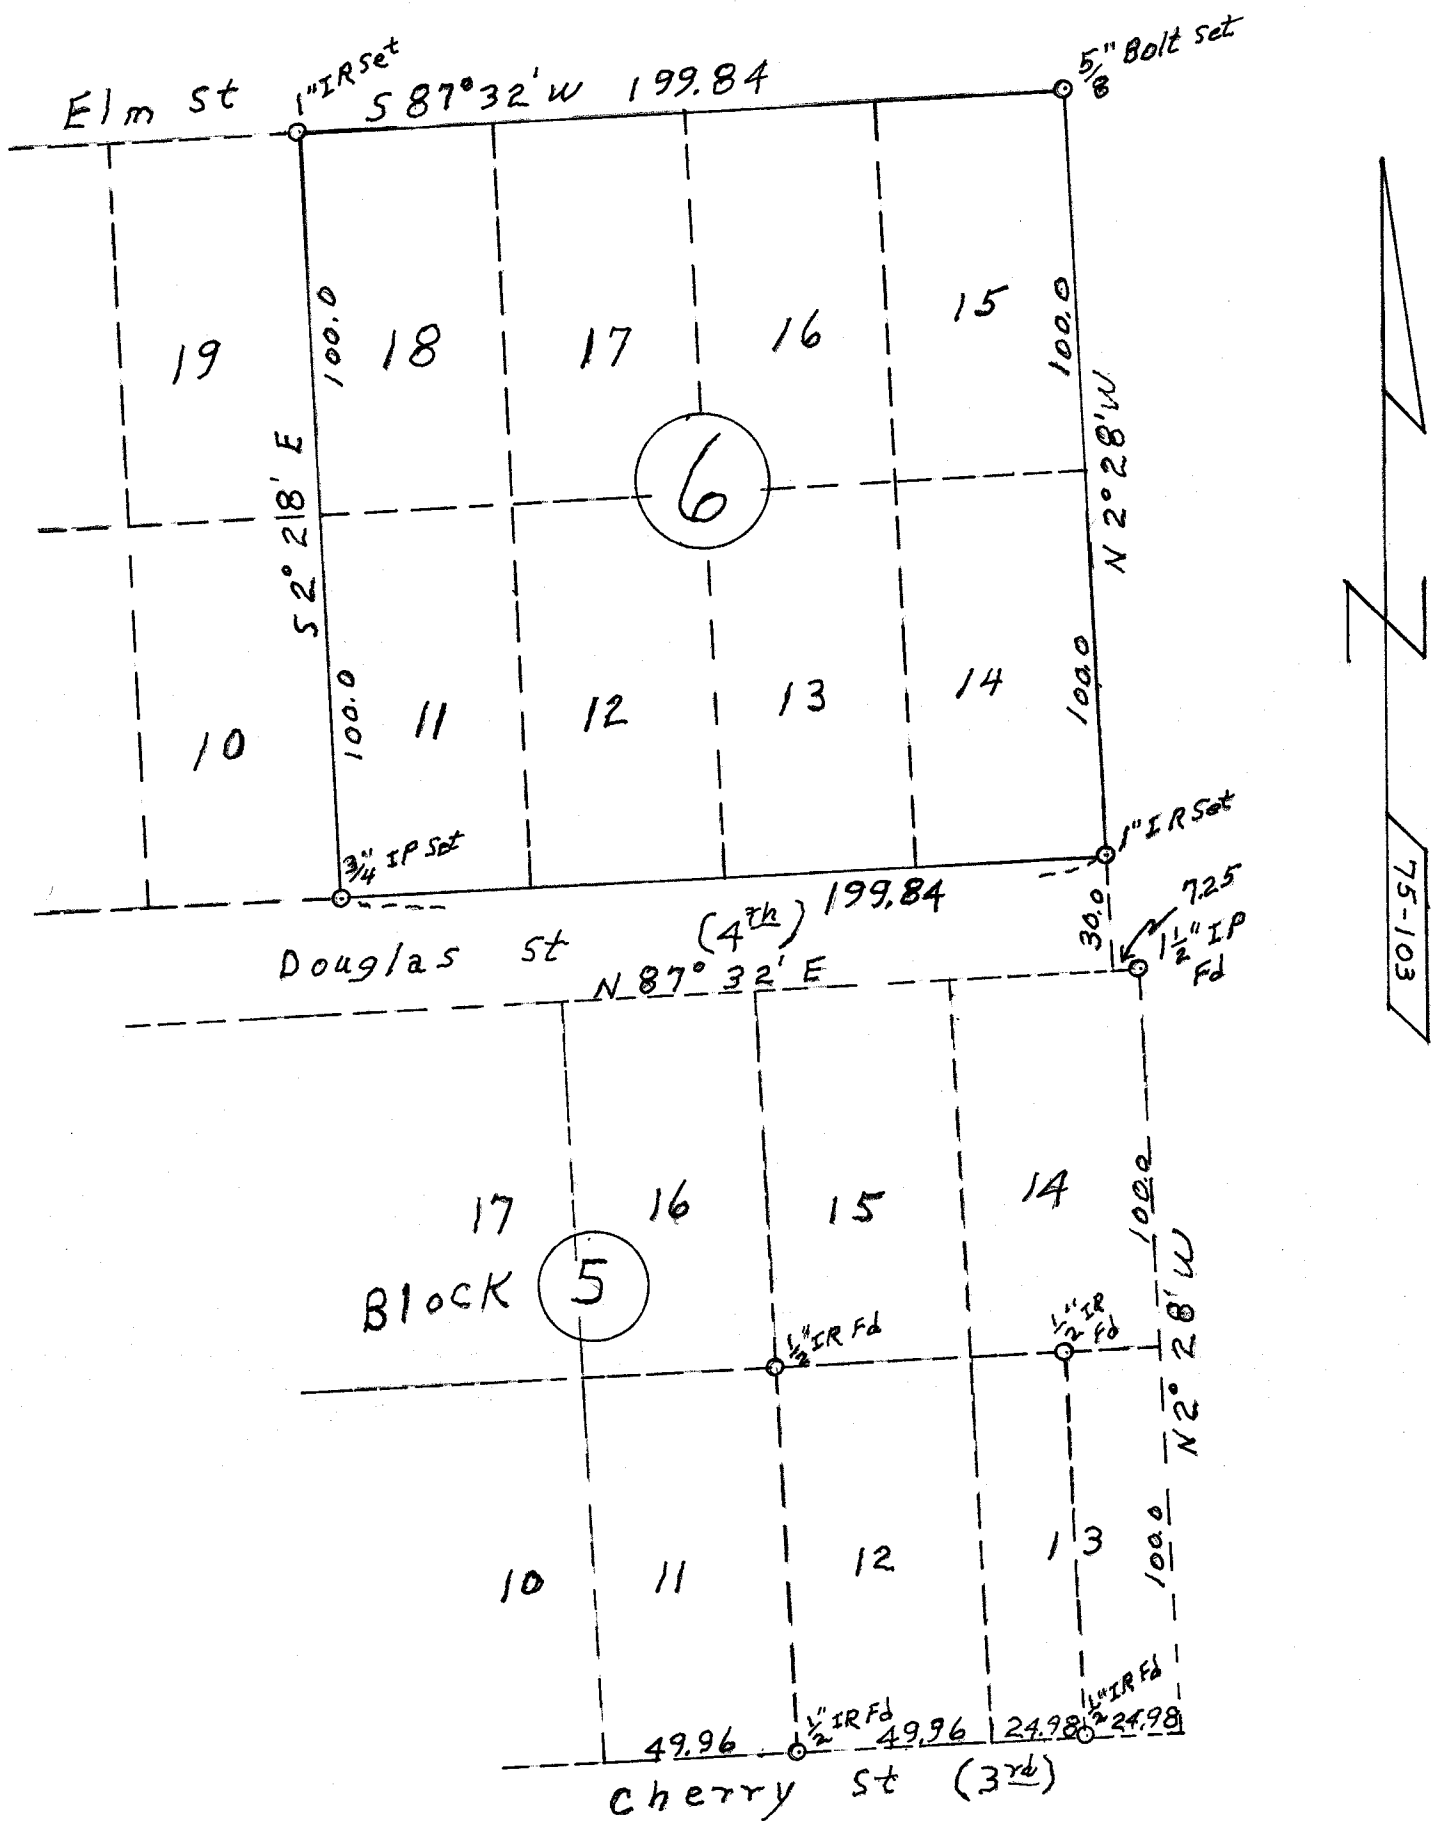 Elm St
1" IR Set
S 87° 32' W 199.84
5/8" Bolt Set
19
100.0
18
17
16
15
100.0
S 2° 28' E
6
N 2° 28' W
10
100.0
11
12
13
14
100.0
3/4" IP Set
1" IR Set
199.84
Douglas St (4th)
N 87° 32' E
30.0
7.25
1 1/2" IP
Fd
75-103
N
17
16
15
14
100.0
Block 5
1/2" IR Fd
1/2" IR
Fd
N 2° 28' W
10
11
12
13
100.0
49.96
1/2" IR Fd
49.96
24.98
1/2" IR Fd
24.98
Cherry St (3rd)